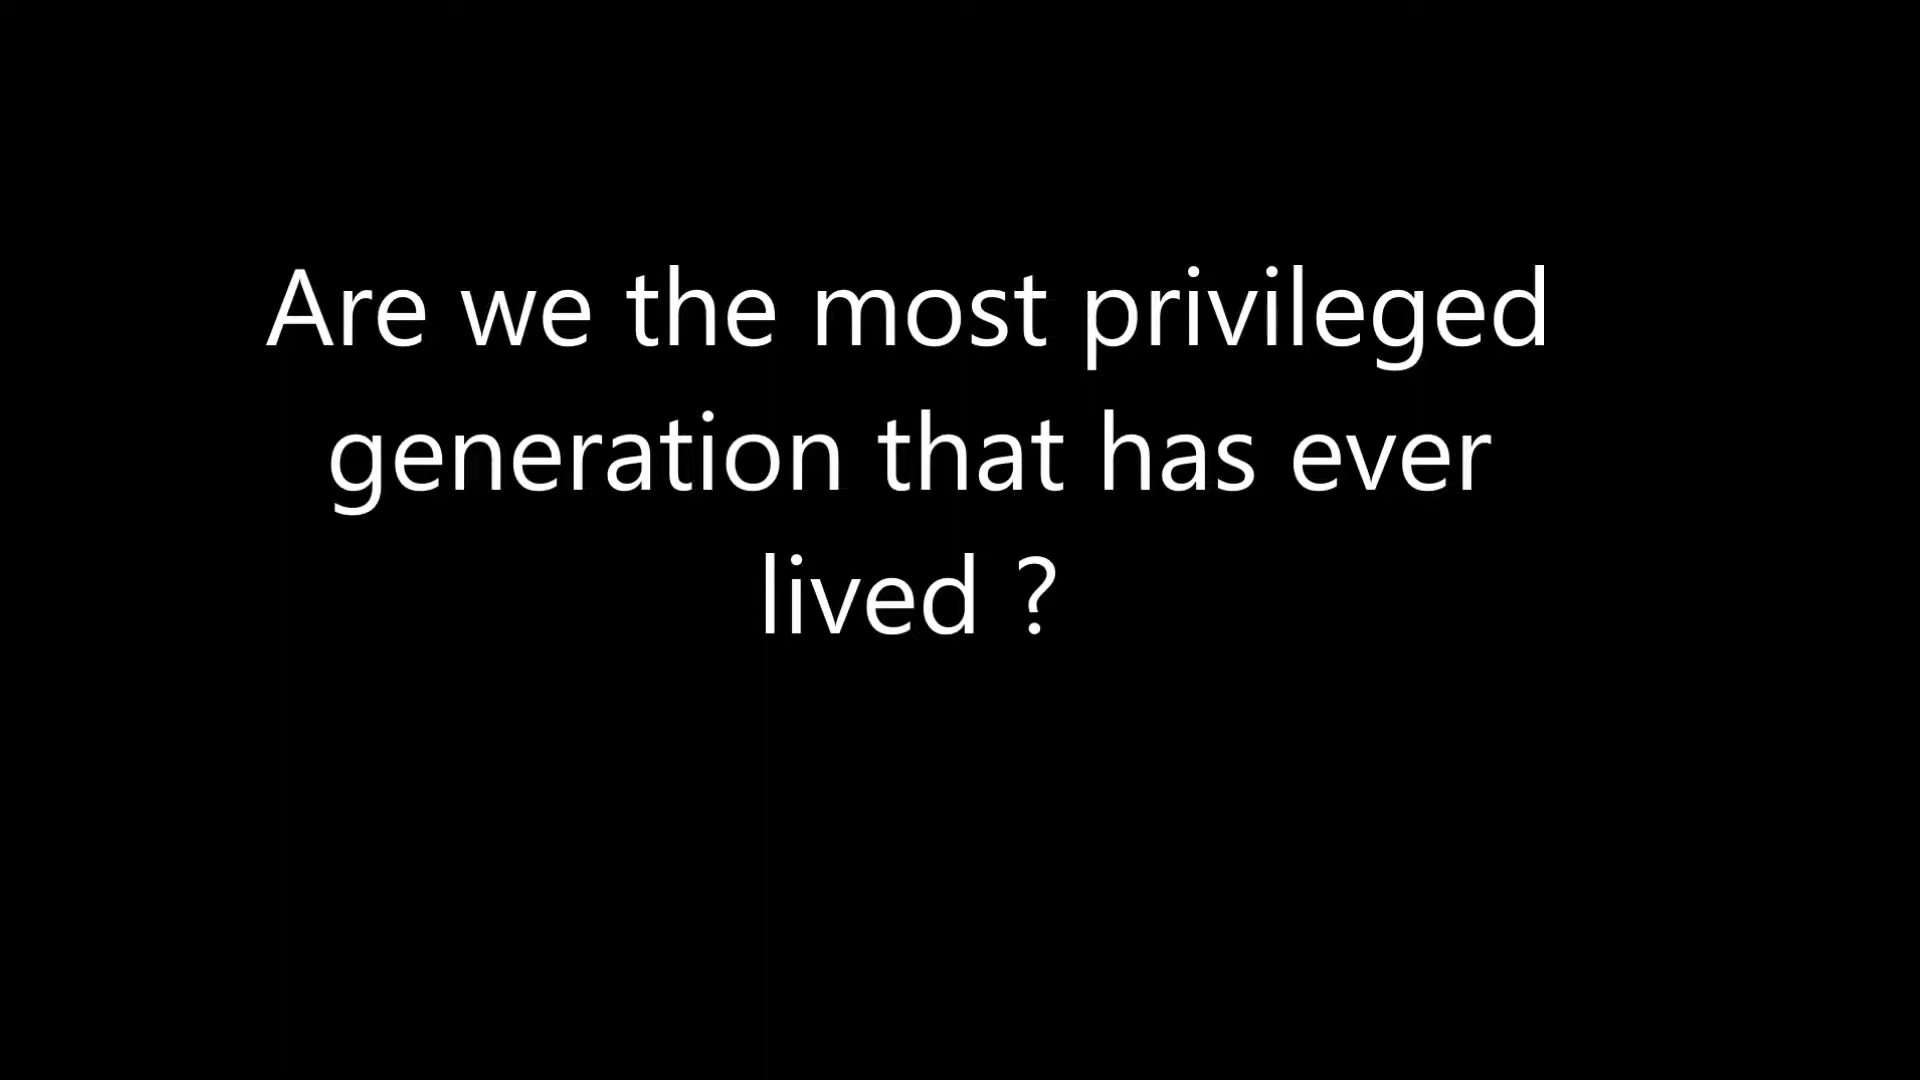 Are we the most privileged
generation that has ever
lived ?